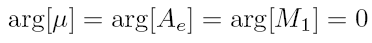 arg[μ] = arg[A_e] = arg[M_1] = 0